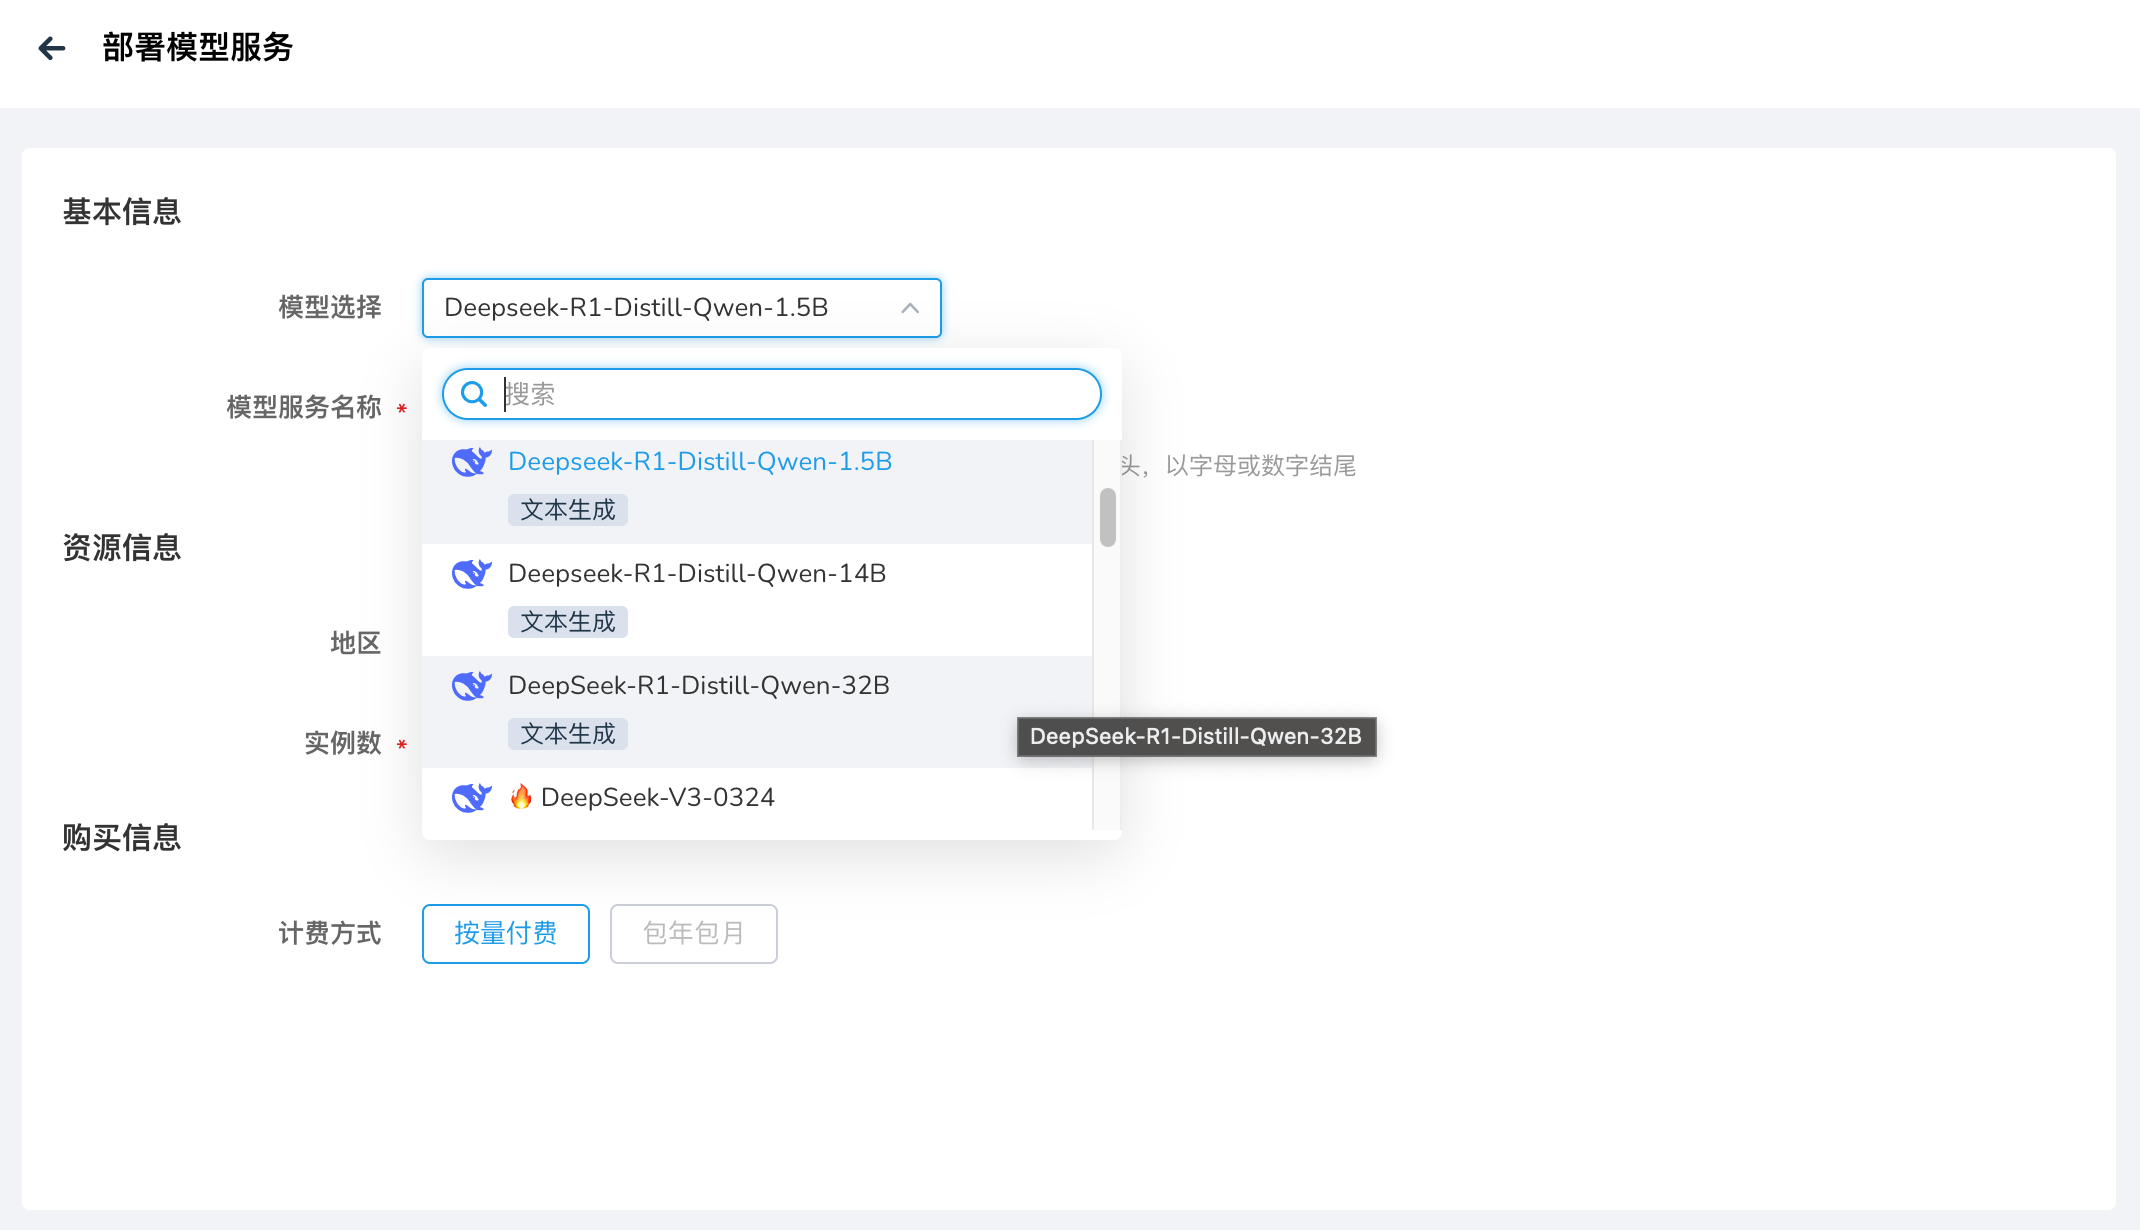 部署模型服务
基本信息
模型选择
Deepseek-R1-Distill-Qwen-1.5B
搜索
模型服务名称 *
Deepseek-R1-Distill-Qwen-1.5B
头，以字母或数字结尾
文本生成
资源信息
Deepseek-R1-Distill-Qwen-14B
文本生成
地区
DeepSeek-R1-Distill-Qwen-32B
文本生成
实例数 *
DeepSeek-R1-Distill-Qwen-32B
🔥 DeepSeek-V3-0324
购买信息
计费方式
按量付费
包年包月